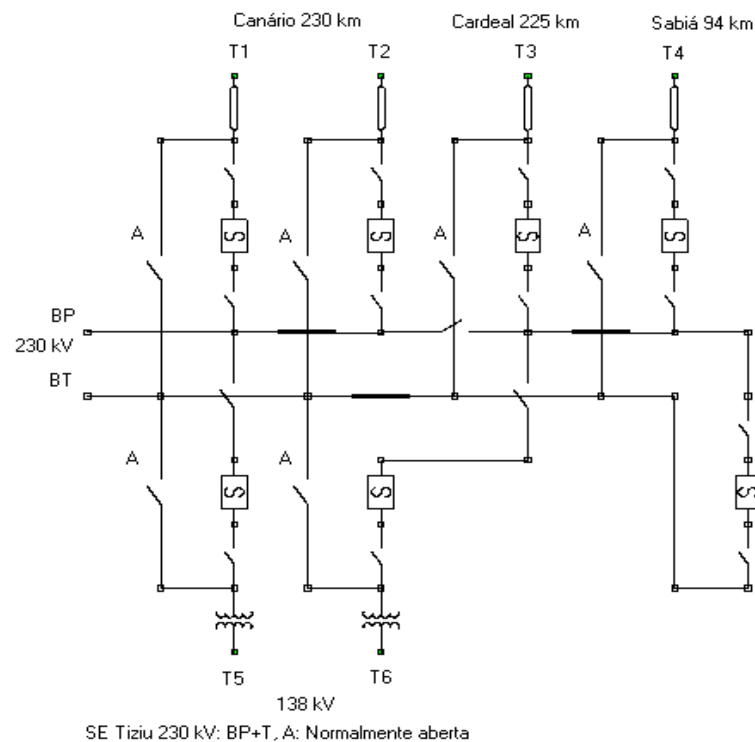 Canário 230 km
Cardeal 225 km
Sabiá 94 km
T1
T2
T3
T4
A
A
A
A
S
S
S
S
BP
230 kV
BT
A
A
S
S
S
T5
T6
138 kV
SE Tiziu 230 kV: BP+T, A: Normalmente aberta